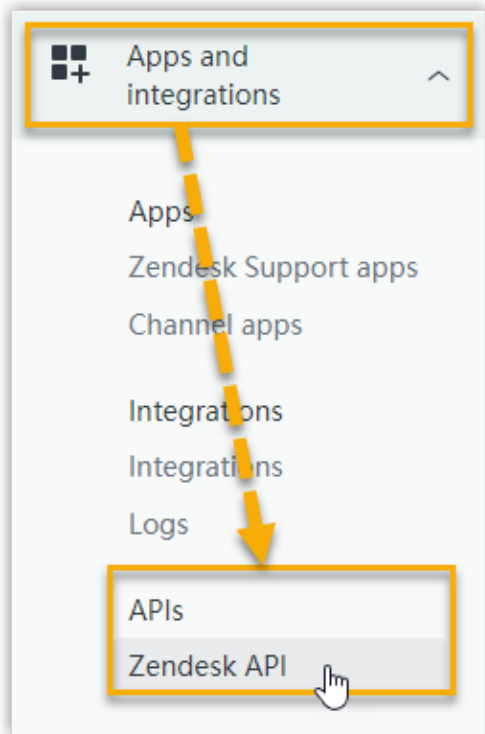 Apps and
integrations
Apps
Zendesk Support apps
Channel apps
Integrations
Integrations
Logs
APIs
Zendesk API